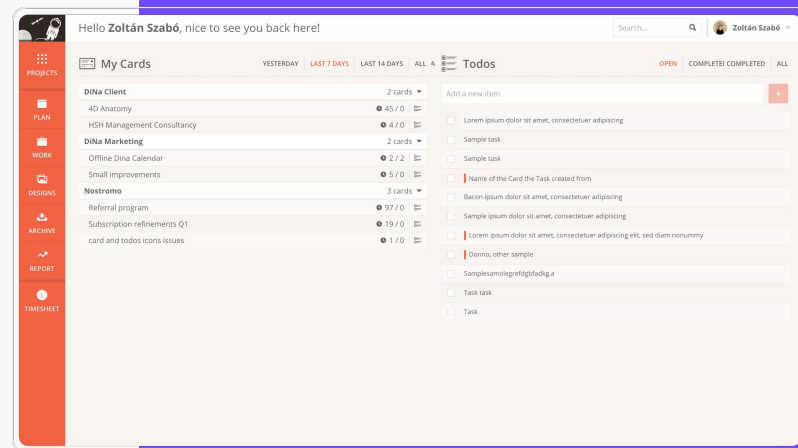 Hello Zoltán Szabó, nice to see you back here!
Search...
Zoltán Szabó
PROJECTS
PLAN
WORK
DESIGNS
ARCHIVE
REPORT
TIMESHEET
My Cards
YESTERDAY LAST 7 DAYS LAST 14 DAYS ALL A
DiNa Client 2 cards
4D Anatomy 45 / 0
HSH Management Consultancy 4 / 0
DiNa Marketing 2 cards
Offline Dina Calendar 2 / 2
Small improvements 5 / 0
Nostromo 3 cards
Referral program 97 / 0
Subscription refinements Q1 19 / 0
card and todos icons issues 1 / 0
Todos
OPEN COMPLETEI COMPLETED ALL
Add a new item +
Lorem ipsum dolor sit amet, consectetuer adipiscing
Sample task
Sample task
Name of the Card the Task created from
Bacon ipsum dolor sit amet, consectetuer adipiscing
Sample ipsum dolor sit amet, consectetuer adipiscing
Lorem ipsum dolor sit amet, consectetuer adipiscing elit, sed diam nonummy
Donno, other sample
Samplesamolegrefdgbfadkg.a
Task task
Task